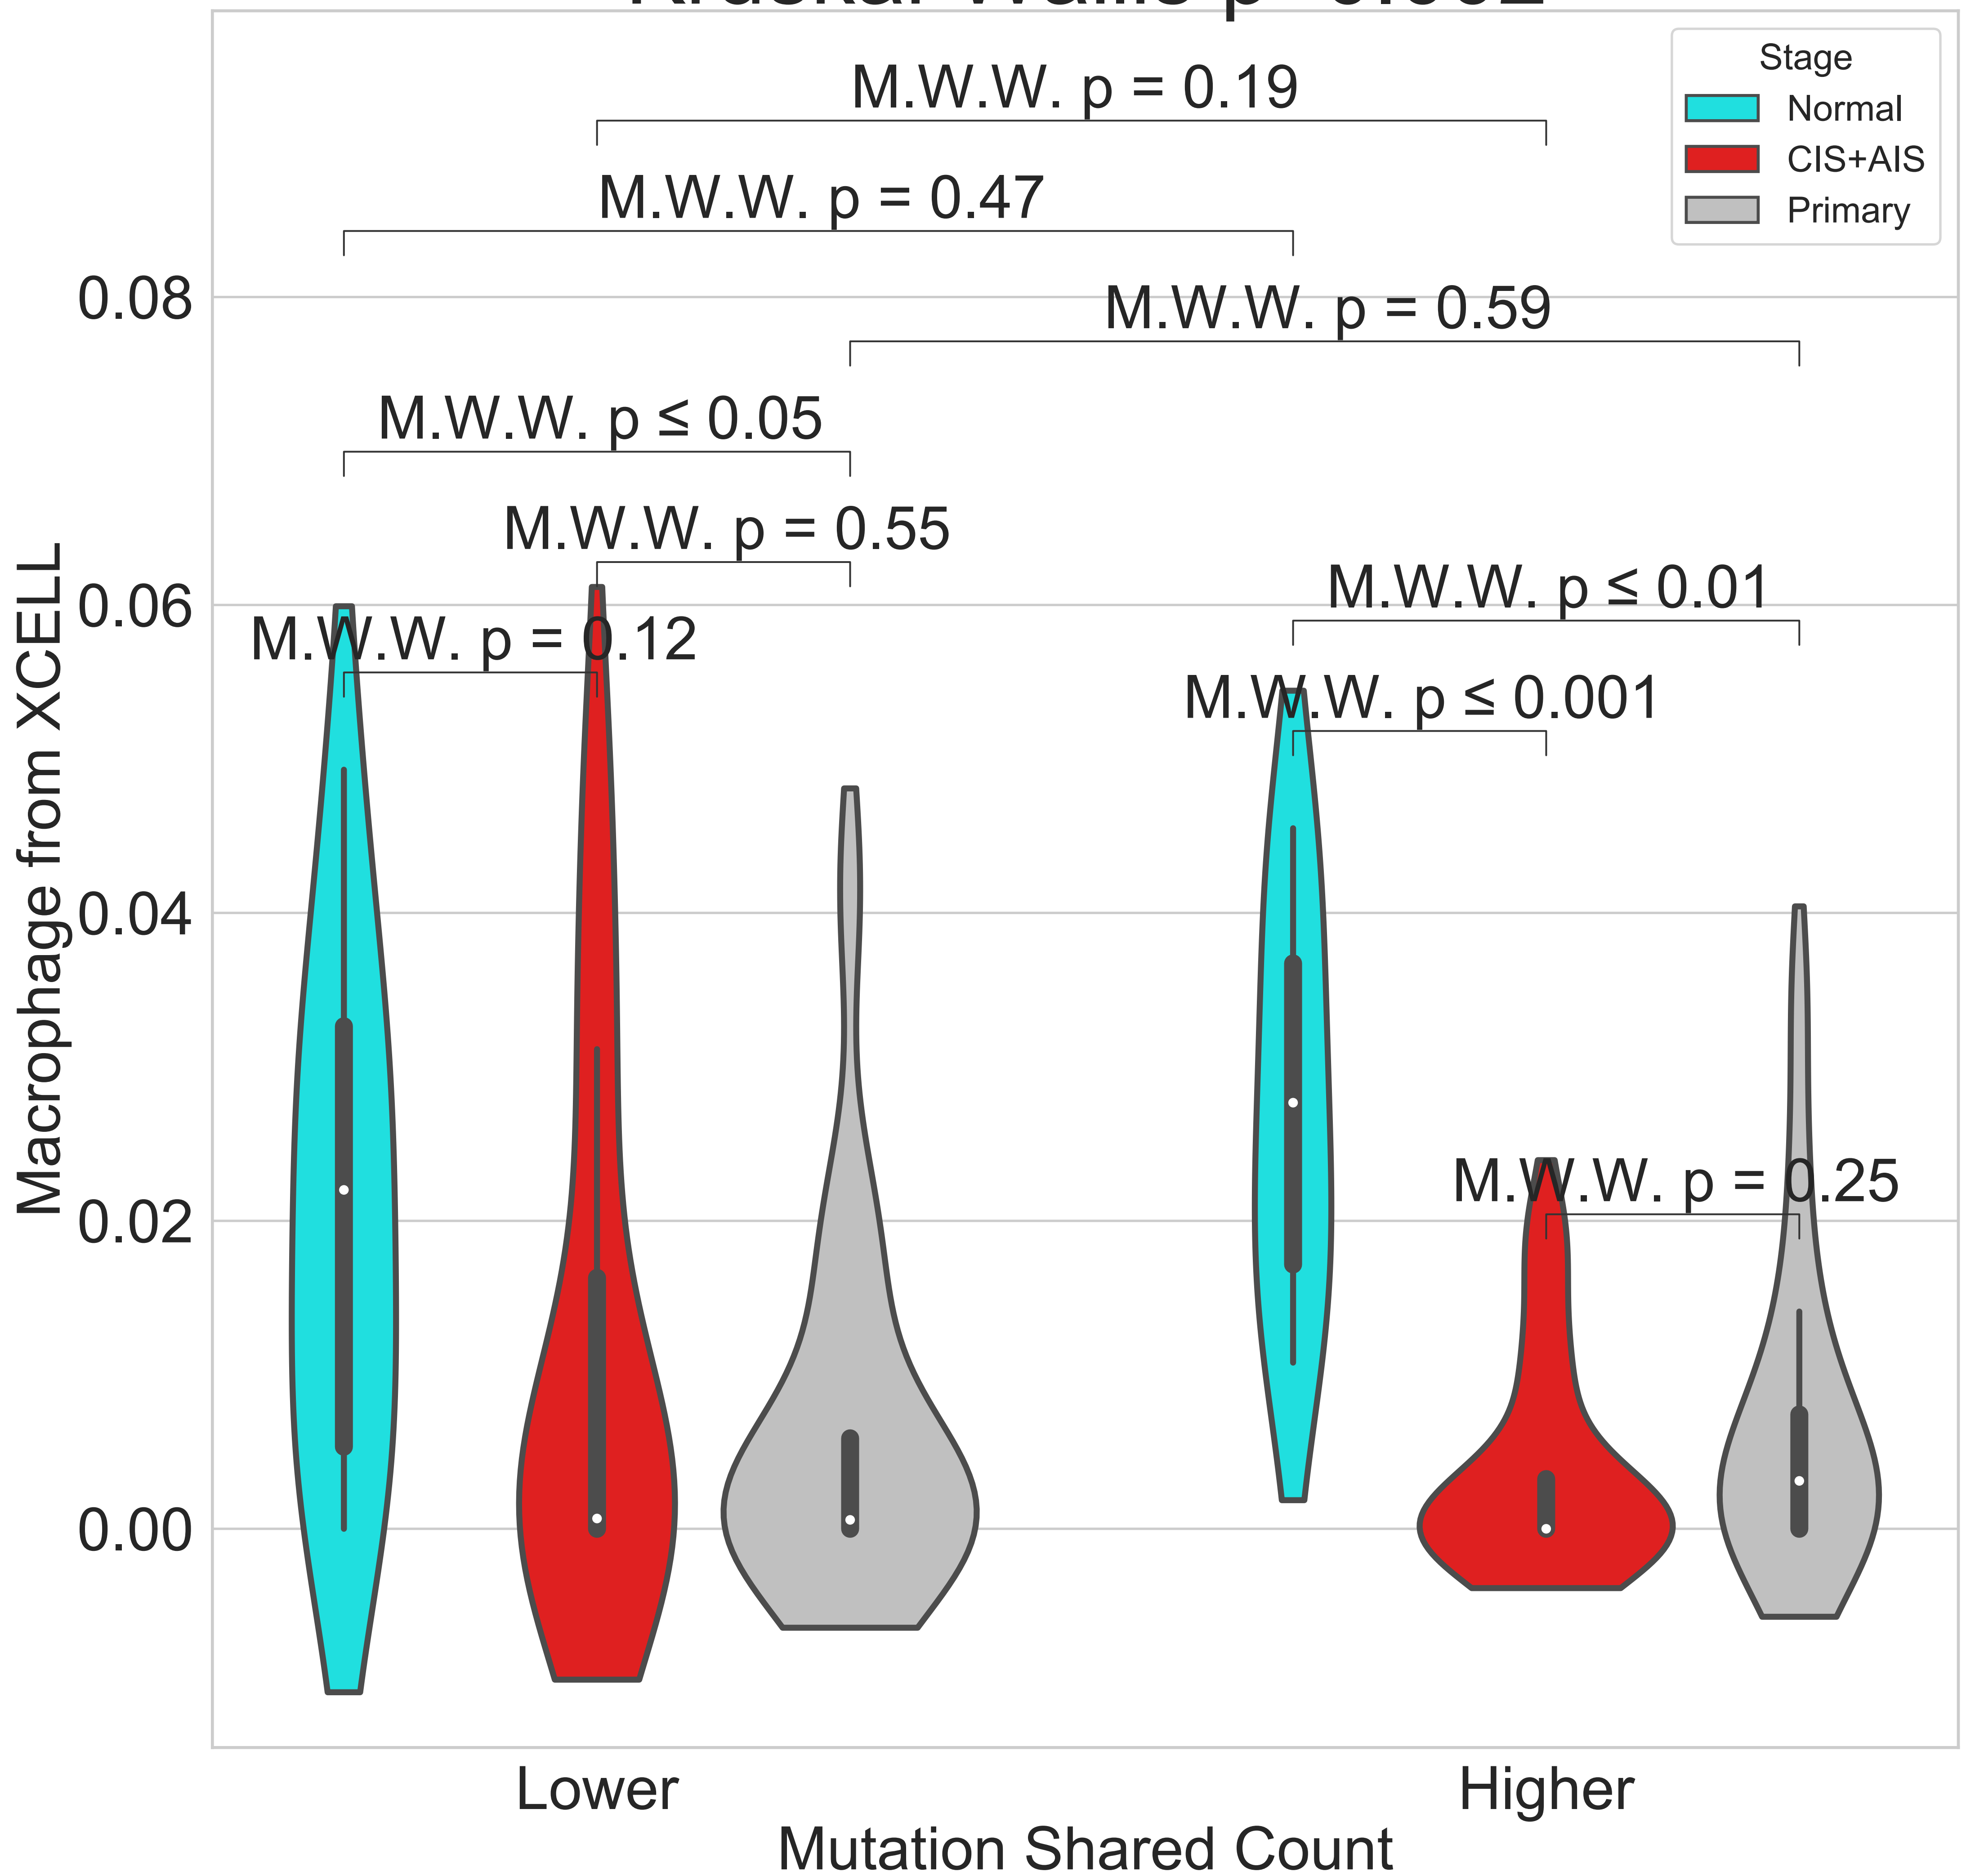 Stage
Normal
CIS+AIS
Primary
M.W.W. p = 0.19
M.W.W. p = 0.47
M.W.W. p = 0.59
M.W.W. p ≤ 0.05
M.W.W. p = 0.55
M.W.W. p = 0.12
M.W.W. p ≤ 0.01
M.W.W. p ≤ 0.001
M.W.W. p = 0.25
0.08
0.06
0.04
0.02
0.00
Macrophage from XCELL
Lower
Higher
Mutation Shared Count